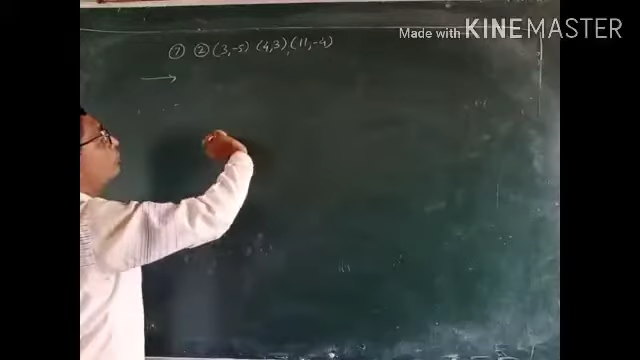 Made with KINEMASTER
⑦ ② (3,-5) (4,3), (11,-4)
→